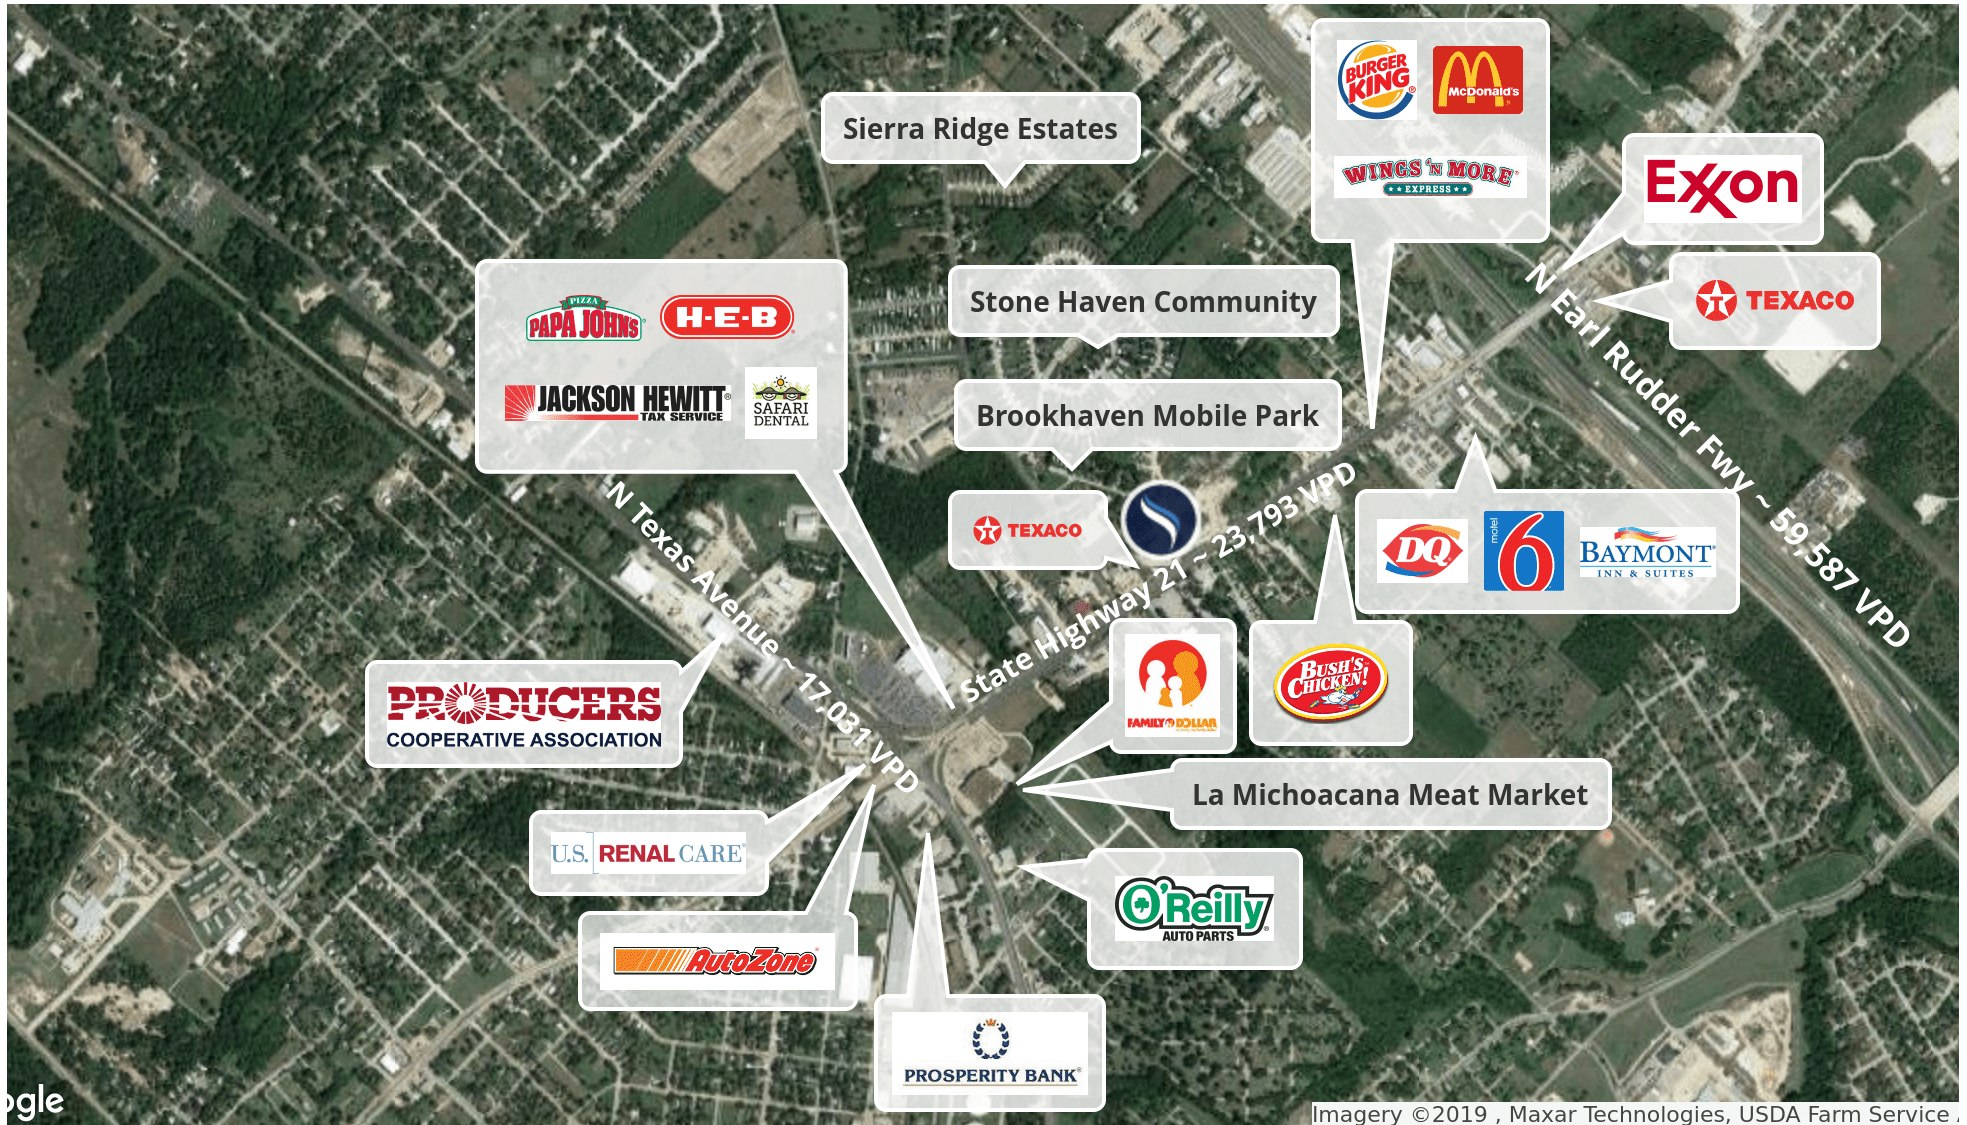 BURGER
KING
McDonald's
WINGS 'N MORE
EXPRESS
Sierra Ridge Estates
Exxon
TEXACO
Stone Haven Community
PIZZA
PAPA JOHN'S
H-E-B
JACKSON HEWITT
TAX SERVICE
SAFARI
DENTAL
Brookhaven Mobile Park
N Earl Rudder Fwy ~ 59,587 VPD
TEXACO
N Texas Avenue ~ 17,031 VPD
State Highway 21 ~ 23,793 VPD
DQ
motel
6
BAYMONT
INN & SUITES
PRODUCERS
COOPERATIVE ASSOCIATION
FAMILY DOLLAR
BUSH'S
CHICKEN!
La Michoacana Meat Market
U.S. RENAL CARE
O'Reilly
AUTO PARTS
AutoZone
PROSPERITY BANK
ogle
Imagery ©2019 , Maxar Technologies, USDA Farm Service